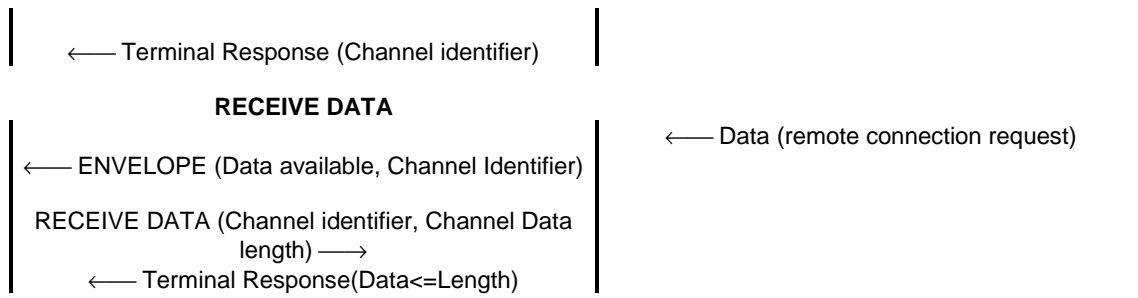 ← Terminal Response (Channel identifier)
RECEIVE DATA
← Data (remote connection request)
← ENVELOPE (Data available, Channel Identifier)
RECEIVE DATA (Channel identifier, Channel Data
length) →
← Terminal Response(Data<=Length)